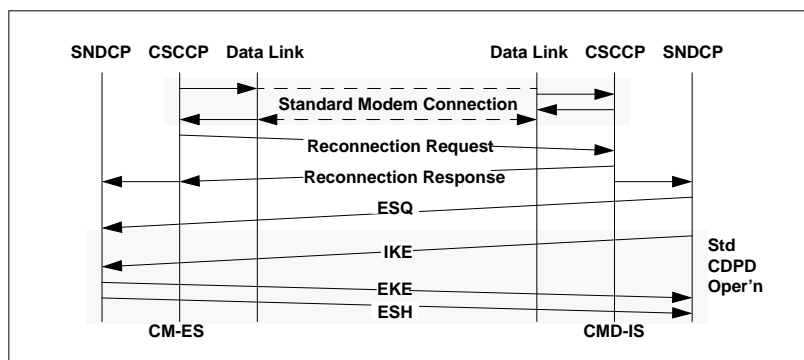 SNDCP CSCCP Data Link Data Link CSCCP SNDCP
Standard Modem Connection
Reconnection Request
Reconnection Response
ESQ
IKE
Std
CDPD
Oper'n
EKE
ESH
CM-ES CMD-IS